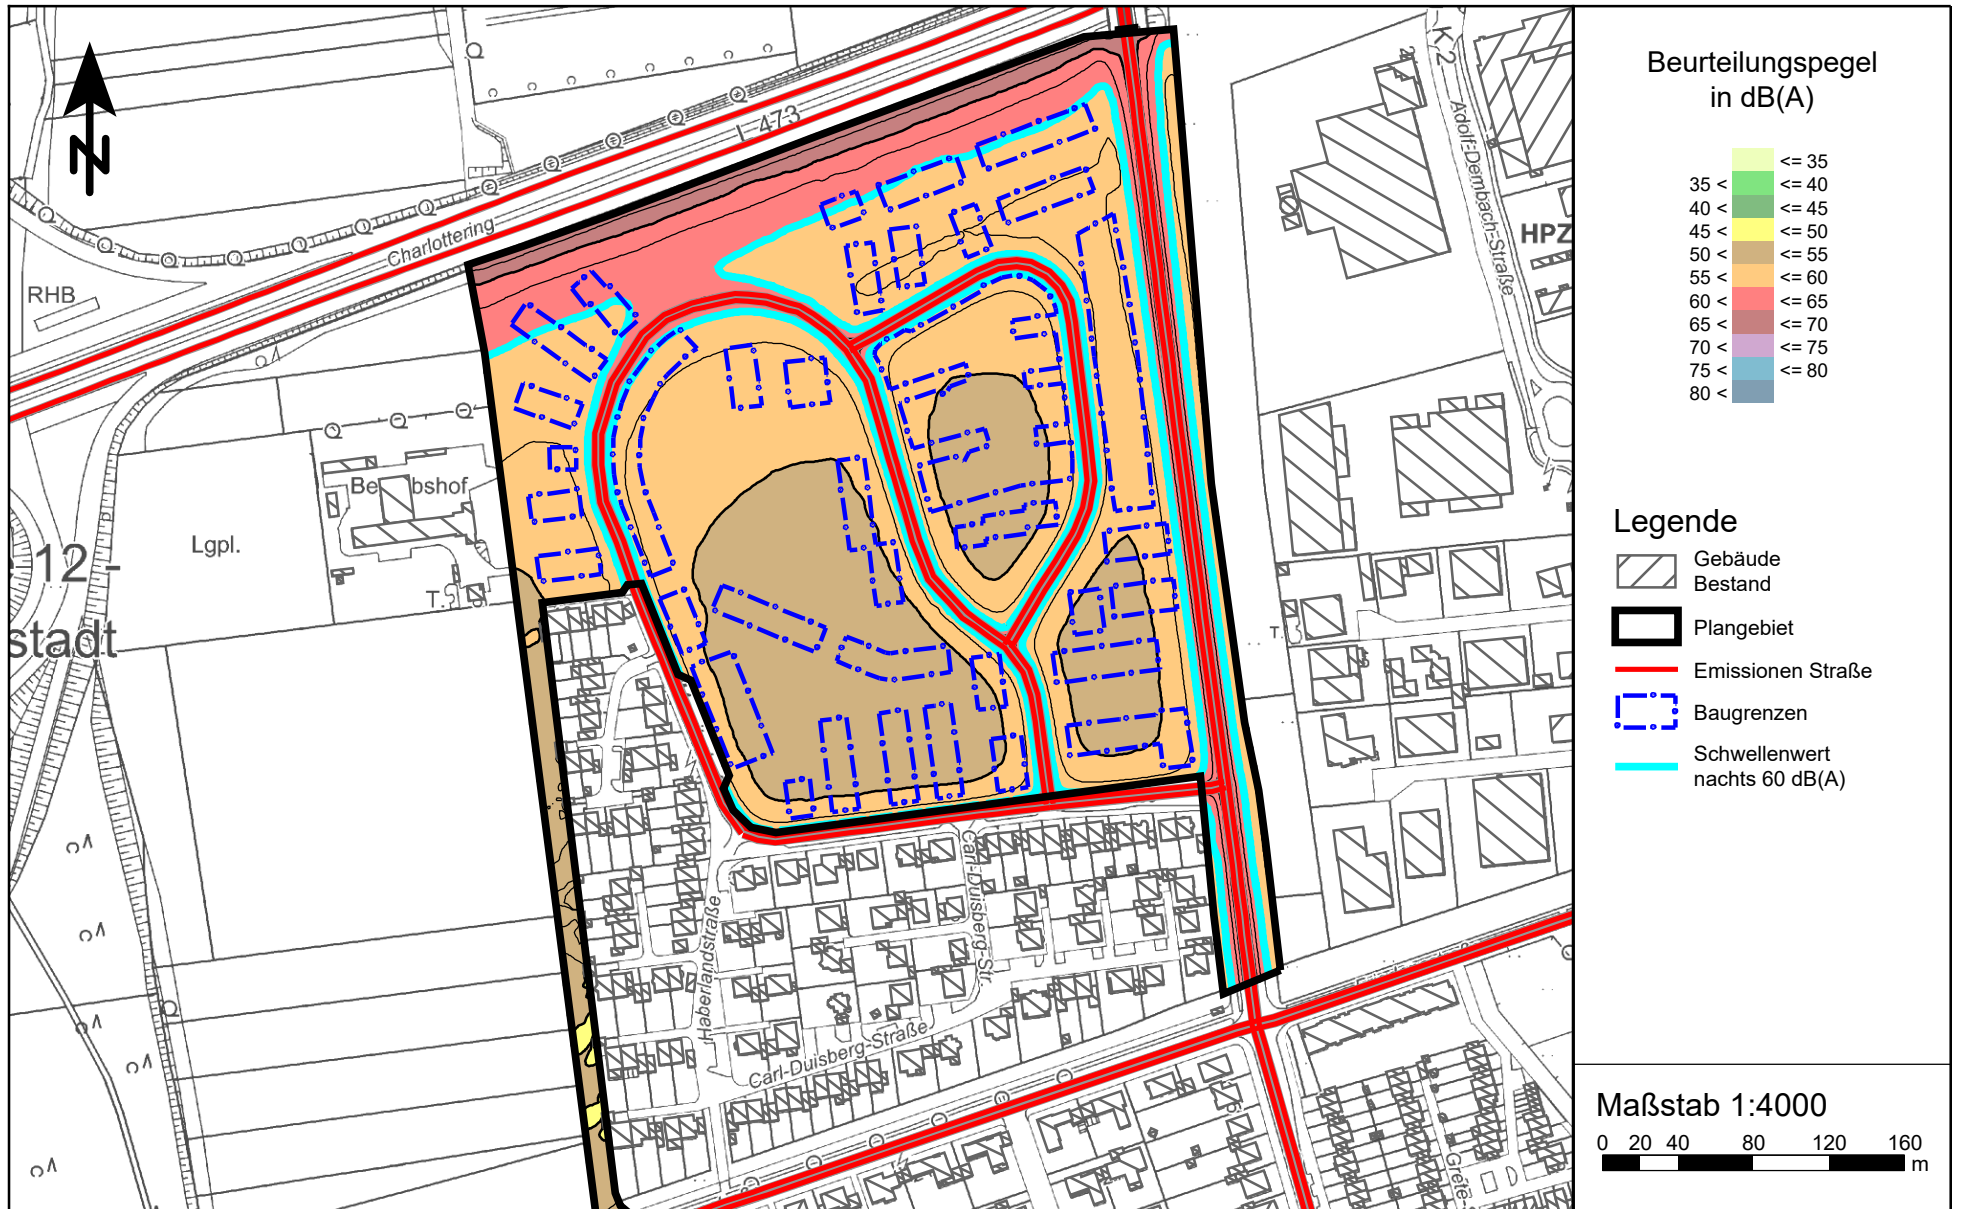 N
L 473
Charlottering
RHB
Lgpl.
12 -
stadt
T.
Haberlandstraße
Carl-Duisberg-Str.
Carl-Duisberg-Straße
K 2
Adolf-Dembach-Straße
HPZ
T.
Grete-
Beurteilungspegel
in dB(A)
<= 35
35 < <= 40
40 < <= 45
45 < <= 50
50 < <= 55
55 < <= 60
60 < <= 65
65 < <= 70
70 < <= 75
75 < <= 80
80 <
Legende
Gebäude
Bestand
Plangebiet
Emissionen Straße
Baugrenzen
Schwellenwert
nachts 60 dB(A)
Maßstab 1:4000
0 20 40 80 120 160
m